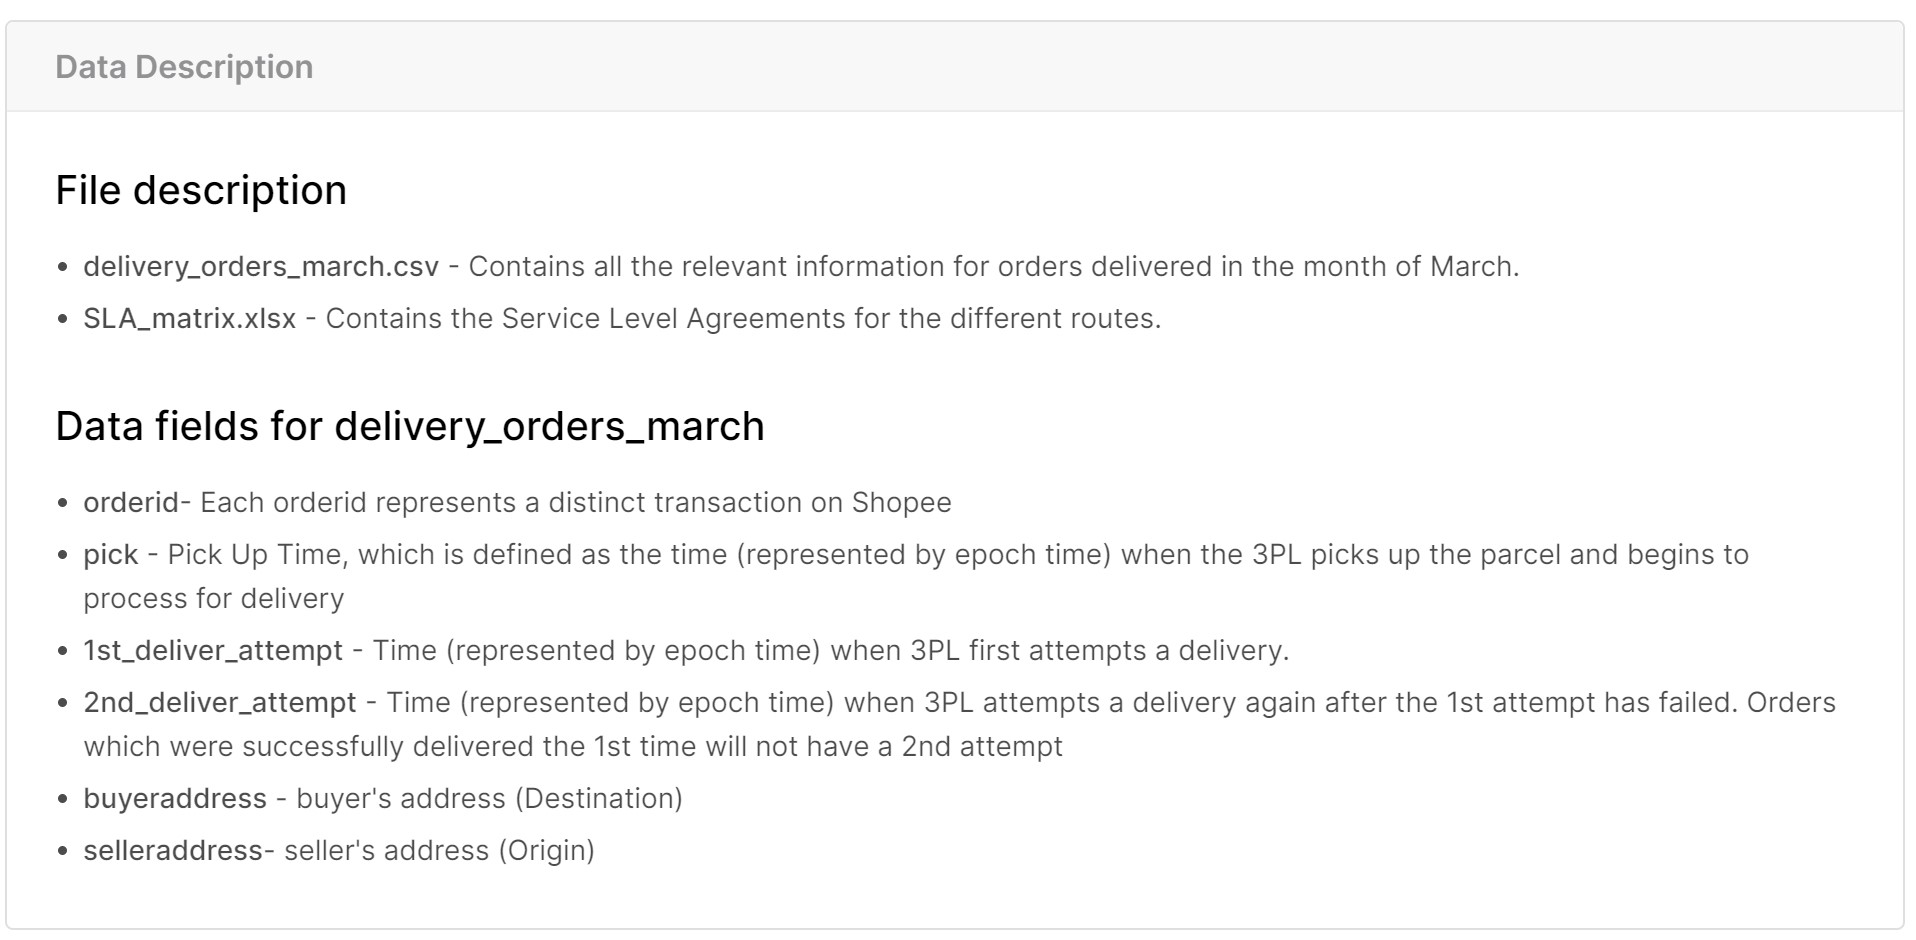 Data Description
File description
• delivery_orders_march.csv - Contains all the relevant information for orders delivered in the month of March.
• SLA_matrix.xlsx - Contains the Service Level Agreements for the different routes.
Data fields for delivery_orders_march
• orderid- Each orderid represents a distinct transaction on Shopee
• pick - Pick Up Time, which is defined as the time (represented by epoch time) when the 3PL picks up the parcel and begins to
process for delivery
• 1st_deliver_attempt - Time (represented by epoch time) when 3PL first attempts a delivery.
• 2nd_deliver_attempt - Time (represented by epoch time) when 3PL attempts a delivery again after the 1st attempt has failed. Orders
which were successfully delivered the 1st time will not have a 2nd attempt
• buyeraddress - buyer's address (Destination)
• selleraddress- seller's address (Origin)